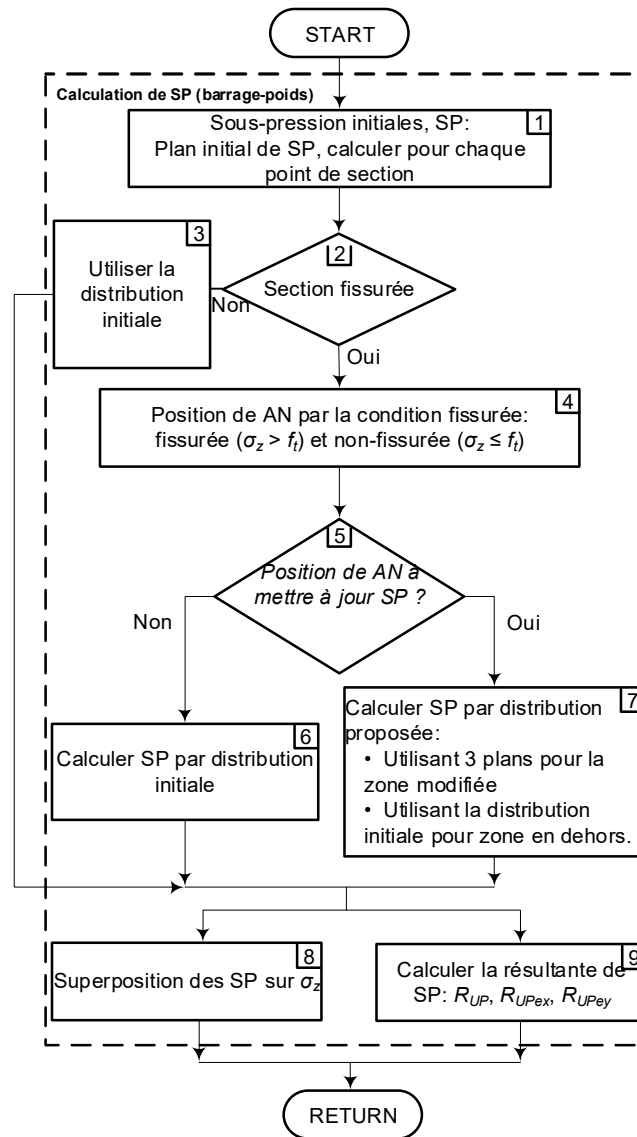 START
Calculation de SP (barrage-poids)
1
Sous-pression initiales, SP:
Plan initial de SP, calculer pour chaque
point de section
3
Utiliser la
distribution
initiale
2
Section fissurée
Non
Oui
4
Position de AN par la condition fissurée:
fissurée (σz > ft) et non-fissurée (σz ≤ ft)
5
Position de AN à
mettre à jour SP ?
Non
Oui
6
Calculer SP par distribution
initiale
7
Calculer SP par distribution
proposée:
• Utilisant 3 plans pour la
zone modifiée
• Utilisant la distribution
initiale pour zone en dehors.
8
Superposition des SP sur σz
9
Calculer la résultante de
SP: RUP, RUPex, RUPey
RETURN